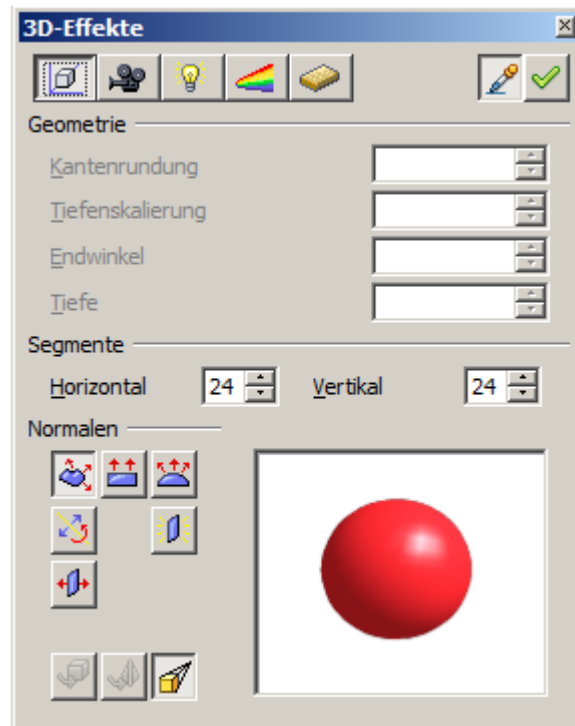 3D-Effekte
Geometrie
Kantenrundung
Tiefenskalierung
Endwinkel
Tiefe
Segmente
Horizontal 24 Vertikal 24
Normalen